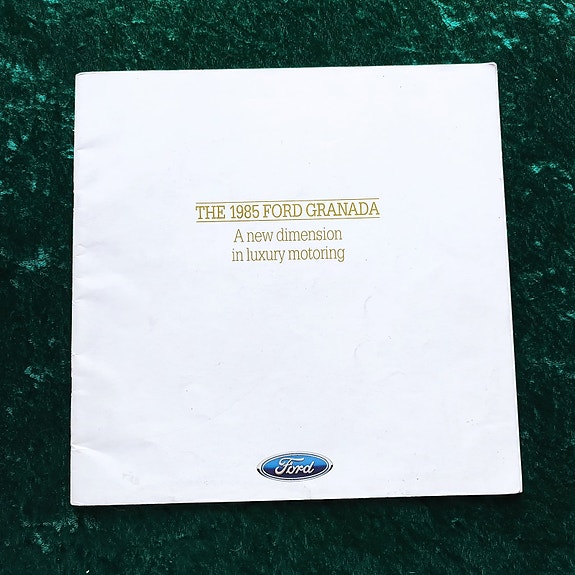 THE 1985 FORD GRANADA
A new dimension
in luxury motoring
Ford